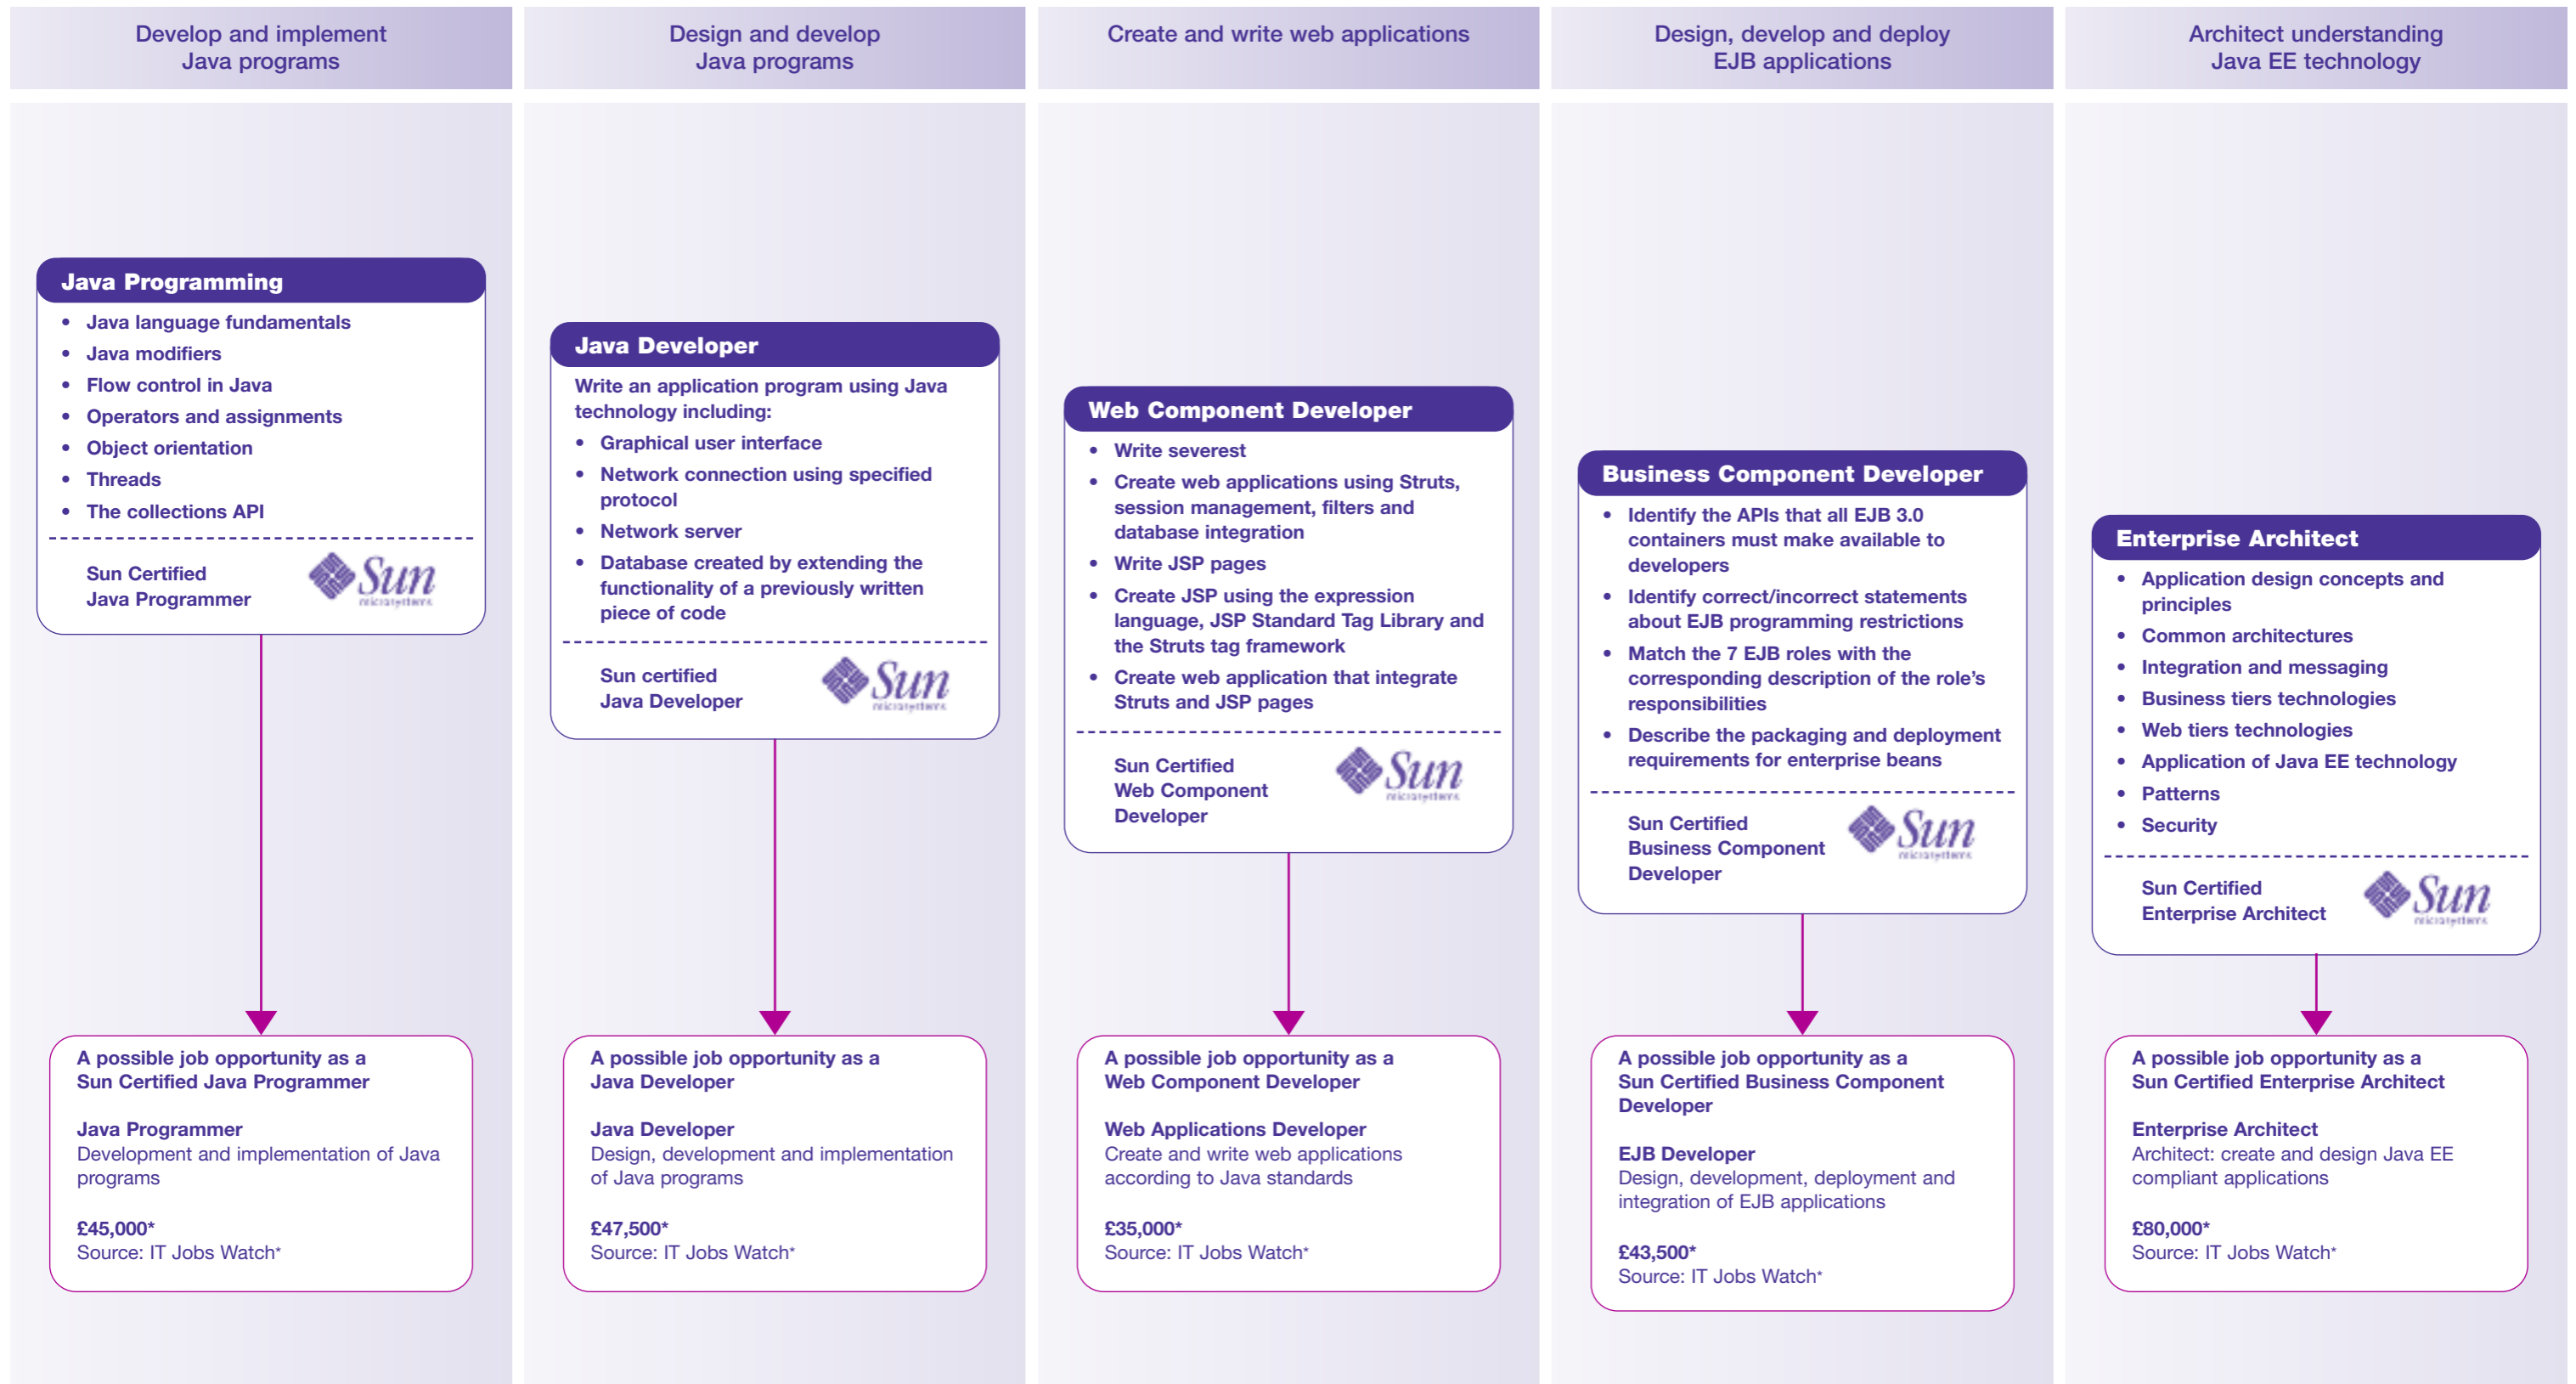 Develop and implement
Java programs
Java Programming
• Java language fundamentals
• Java modifiers
• Flow control in Java
• Operators and assignments
• Object orientation
• Threads
• The collections API
Sun Certified
Java Programmer
Sun
microsystems
A possible job opportunity as a
Sun Certified Java Programmer
Java Programmer
Development and implementation of Java
programs
£45,000*
Source: IT Jobs Watch*
Design and develop
Java programs
Java Developer
Write an application program using Java
technology including:
• Graphical user interface
• Network connection using specified
protocol
• Network server
• Database created by extending the
functionality of a previously written
piece of code
Sun certified
Java Developer
Sun
microsystems
A possible job opportunity as a
Java Developer
Java Developer
Design, development and implementation
of Java programs
£47,500*
Source: IT Jobs Watch*
Create and write web applications
Web Component Developer
• Write severest
• Create web applications using Struts,
session management, filters and
database integration
• Write JSP pages
• Create JSP using the expression
language, JSP Standard Tag Library and
the Struts tag framework
• Create web application that integrate
Struts and JSP pages
Sun Certified
Web Component
Developer
Sun
microsystems
A possible job opportunity as a
Web Component Developer
Web Applications Developer
Create and write web applications
according to Java standards
£35,000*
Source: IT Jobs Watch*
Design, develop and deploy
EJB applications
Business Component Developer
• Identify the APIs that all EJB 3.0
containers must make available to
developers
• Identify correct/incorrect statements
about EJB programming restrictions
• Match the 7 EJB roles with the
corresponding description of the role’s
responsibilities
• Describe the packaging and deployment
requirements for enterprise beans
Sun Certified
Business Component
Developer
Sun
microsystems
A possible job opportunity as a
Sun Certified Business Component
Developer
EJB Developer
Design, development, deployment and
integration of EJB applications
£43,500*
Source: IT Jobs Watch*
Architect understanding
Java EE technology
Enterprise Architect
• Application design concepts and
principles
• Common architectures
• Integration and messaging
• Business tiers technologies
• Web tiers technologies
• Application of Java EE technology
• Patterns
• Security
Sun Certified
Enterprise Architect
Sun
microsystems
A possible job opportunity as a
Sun Certified Enterprise Architect
Enterprise Architect
Architect: create and design Java EE
compliant applications
£80,000*
Source: IT Jobs Watch*